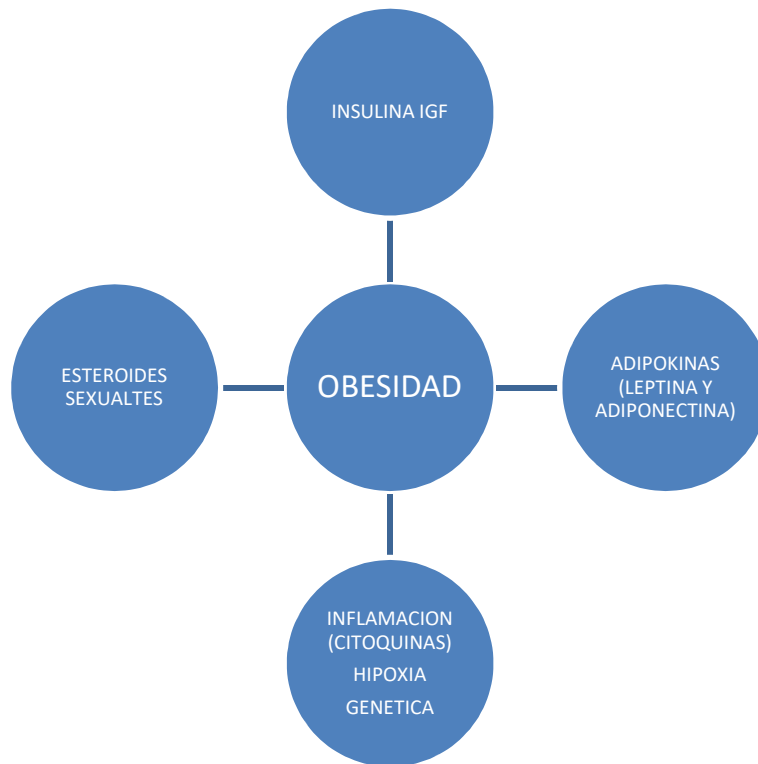 INSULINA IGF
ESTEROIDES
SEXUALTES
OBESIDAD
ADIPOKINAS
(LEPTINA Y
ADIPONECTINA)
INFLAMACION
(CITOQUINAS)
HIPOXIA
GENETICA